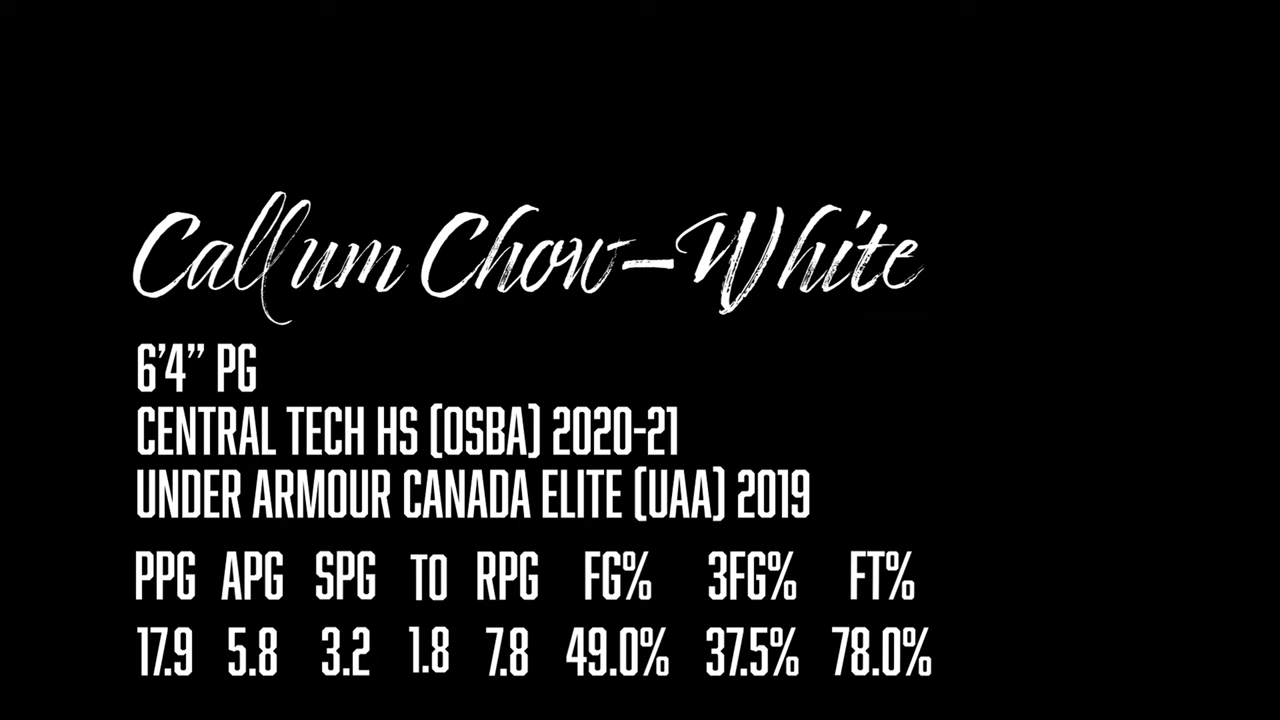 Callum Chow-White
6'4" PG
CENTRAL TECH HS (OSBA) 2020-21
UNDER ARMOUR CANADA ELITE (UAA) 2019
PPG APG SPG TO RPG FG% 3FG% FT%
17.9 5.8 3.2 1.8 7.8 49.0% 37.5% 78.0%